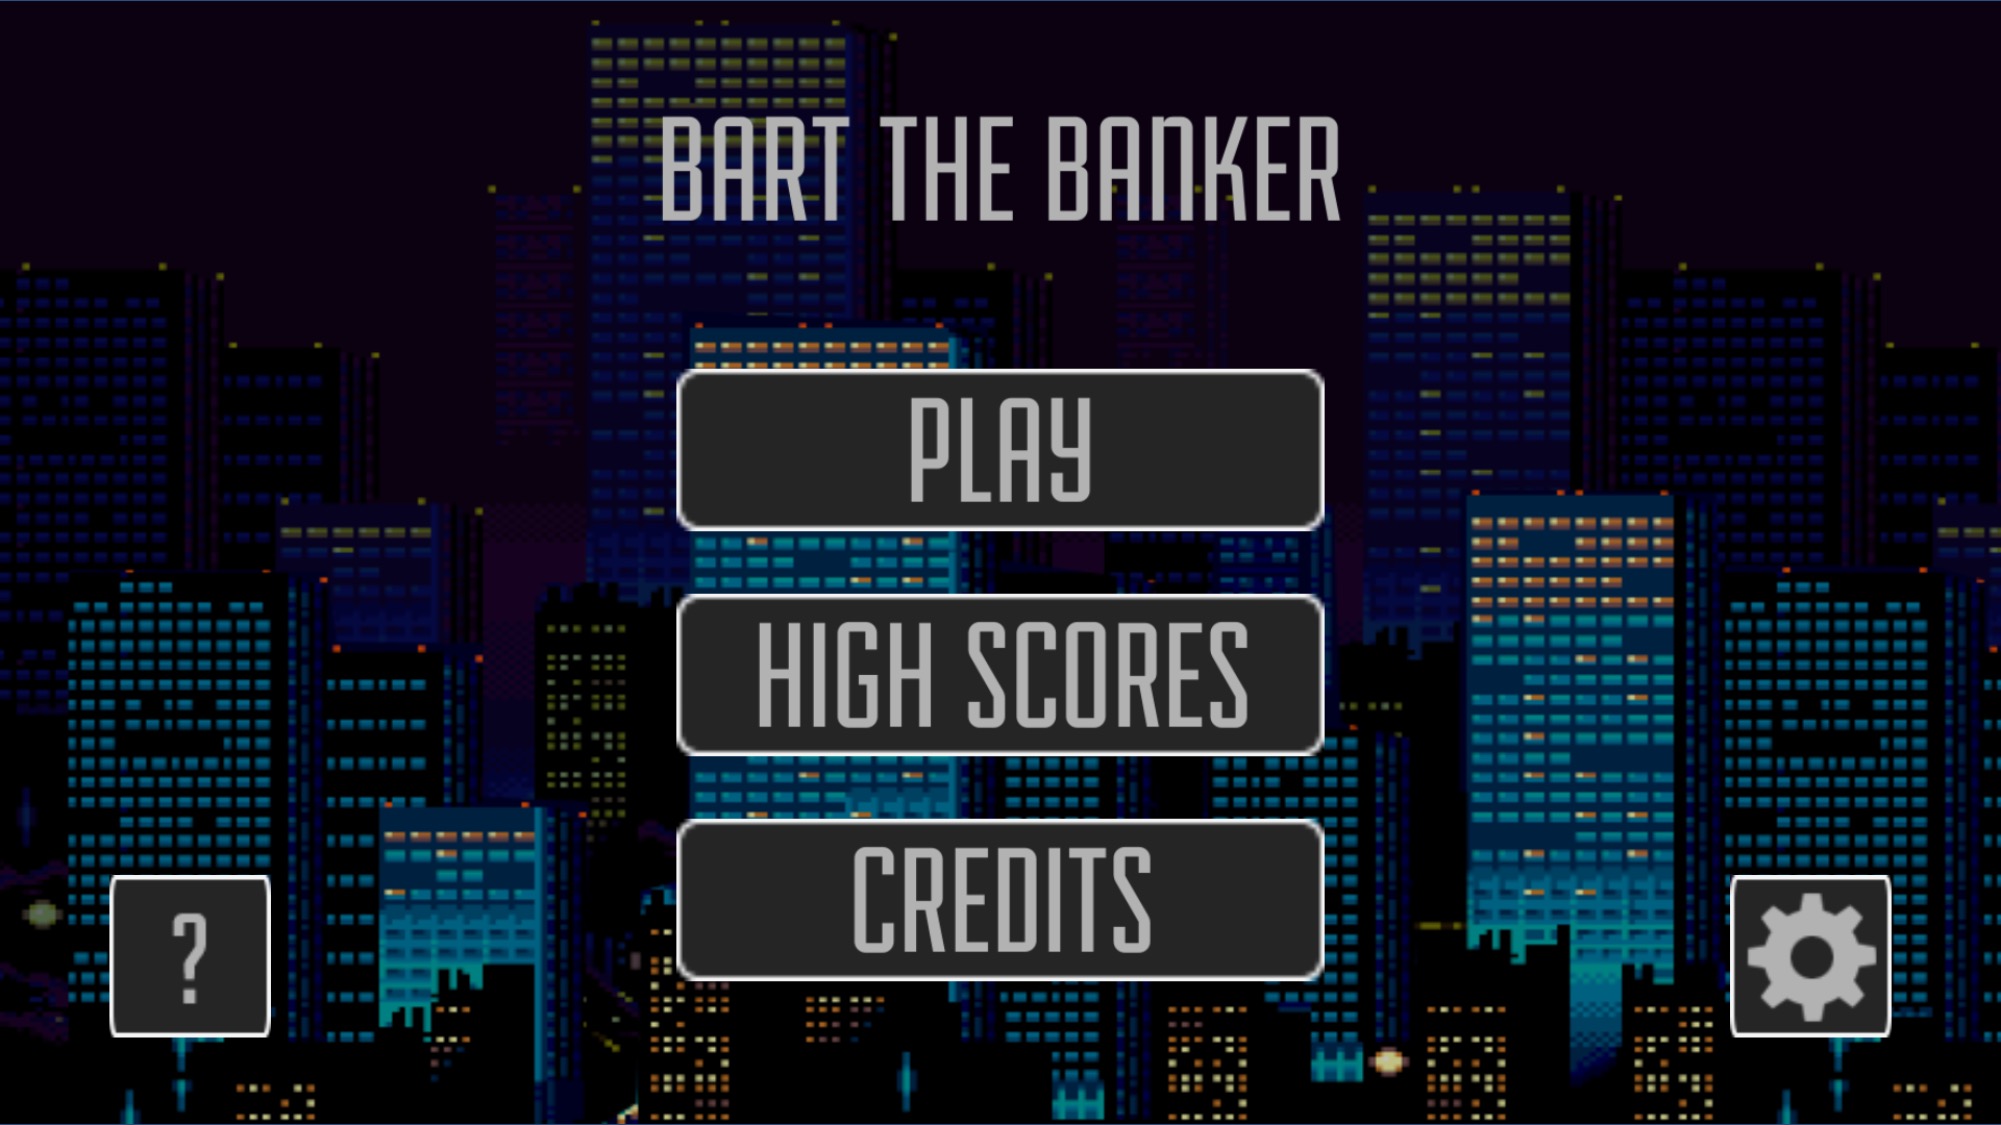 BART THE BANKER
PLAY
HIGH SCORES
CREDITS
?